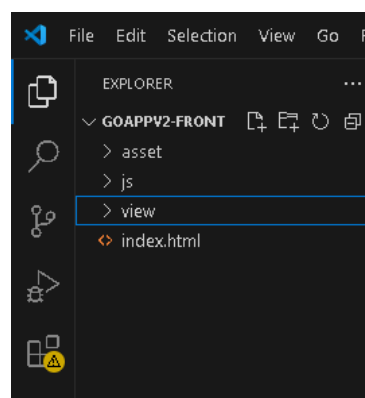 File Edit Selection View Go
EXPLORER
GOAPPV2-FRONT
asset
js
view
index.html